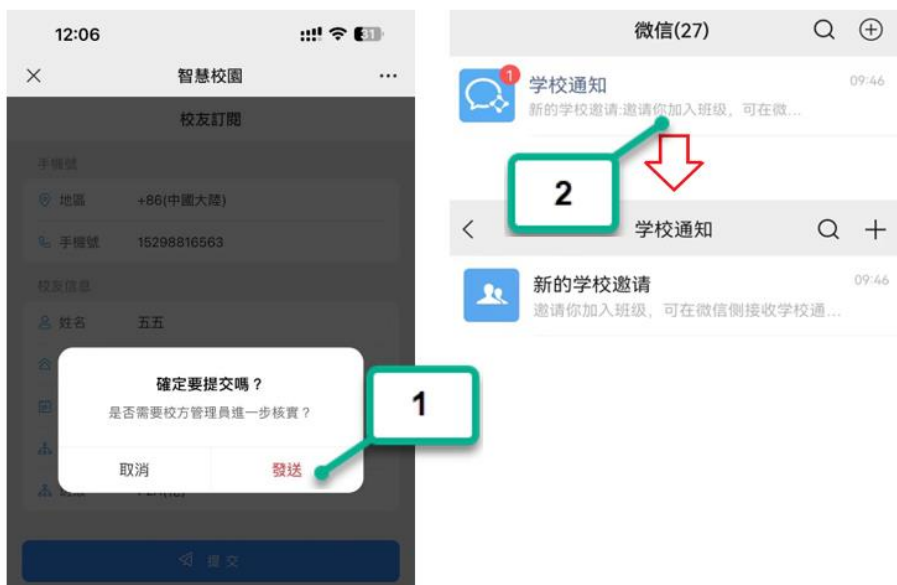 12:06
31
智慧校園
校友訂閱
手機號
地區 +86(中國大陸)
手機號 15298816563
校友信息
姓名 五五
確定要提交嗎？
是否需要校方管理員進一步核實？
取消 發送
提交
1
微信(27)
学校通知 09:46
1
新的学校邀请:邀请你加入班级，可在微...
2
学校通知
新的学校邀请 09:46
邀请你加入班级，可在微信侧接收学校通...